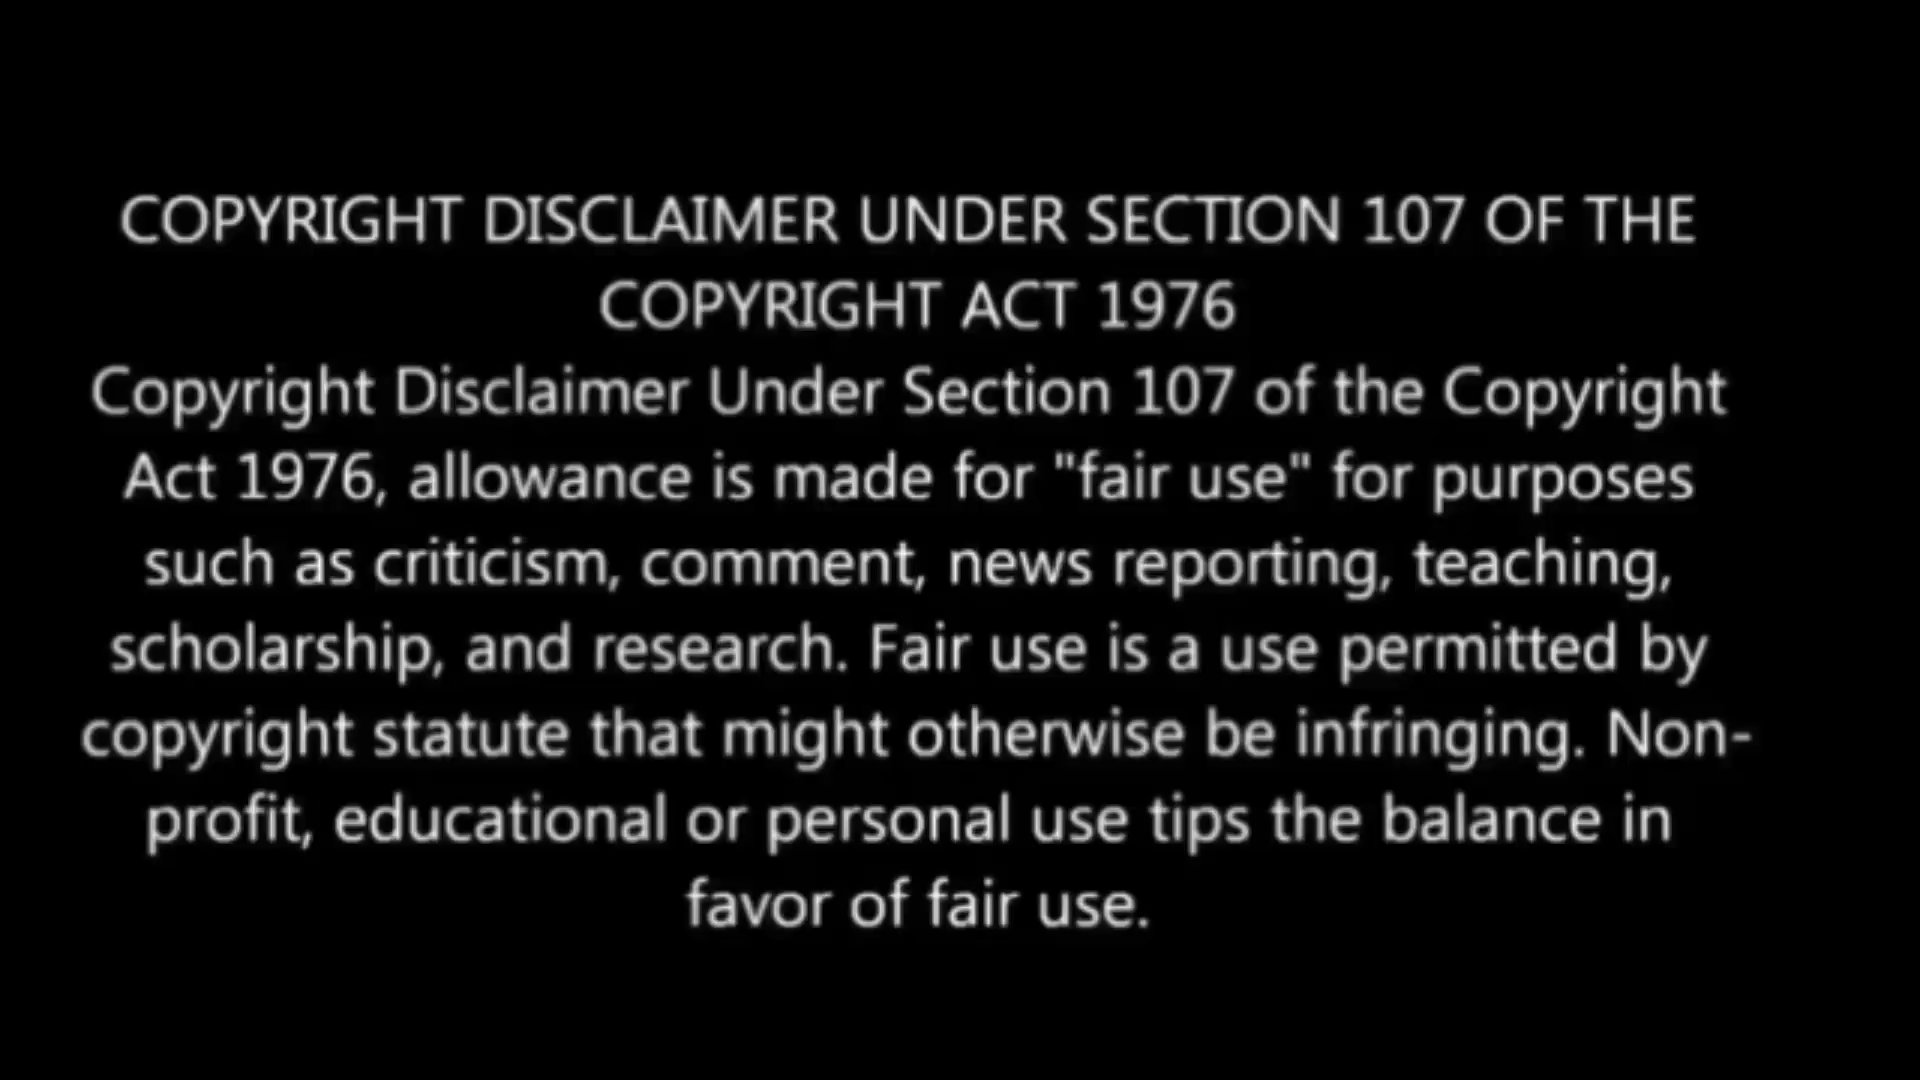 COPYRIGHT DISCLAIMER UNDER SECTION 107 OF THE
COPYRIGHT ACT 1976
Copyright Disclaimer Under Section 107 of the Copyright
Act 1976, allowance is made for "fair use" for purposes
such as criticism, comment, news reporting, teaching,
scholarship, and research. Fair use is a use permitted by
copyright statute that might otherwise be infringing. Non-
profit, educational or personal use tips the balance in
favor of fair use.